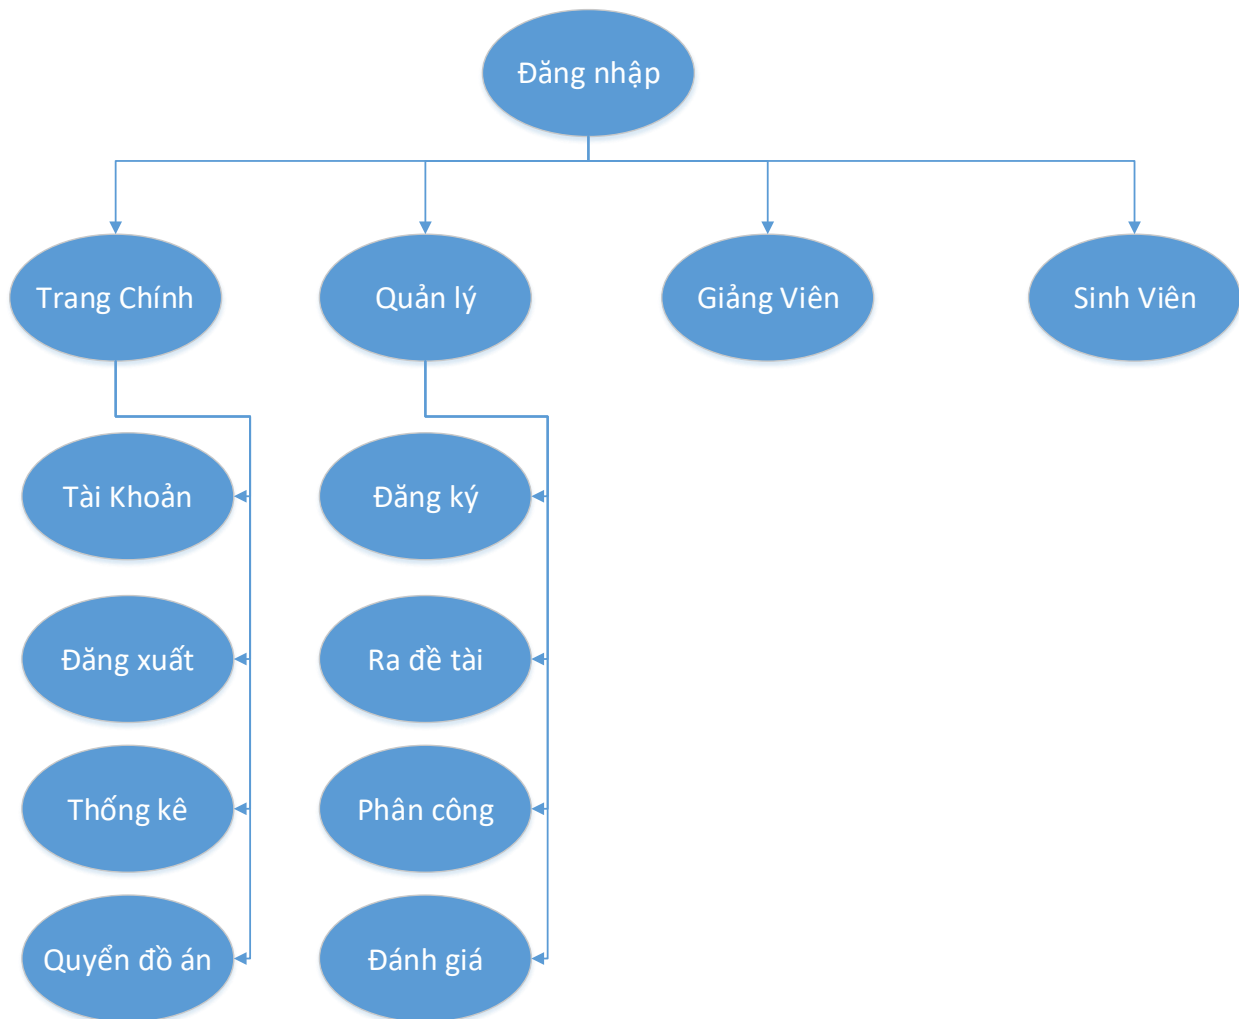 Đăng nhập
Trang Chính
Quản lý
Giảng Viên
Sinh Viên
Tài Khoản
Đăng ký
Đăng xuất
Ra đề tài
Thống kê
Phân công
Quyển đồ án
Đánh giá